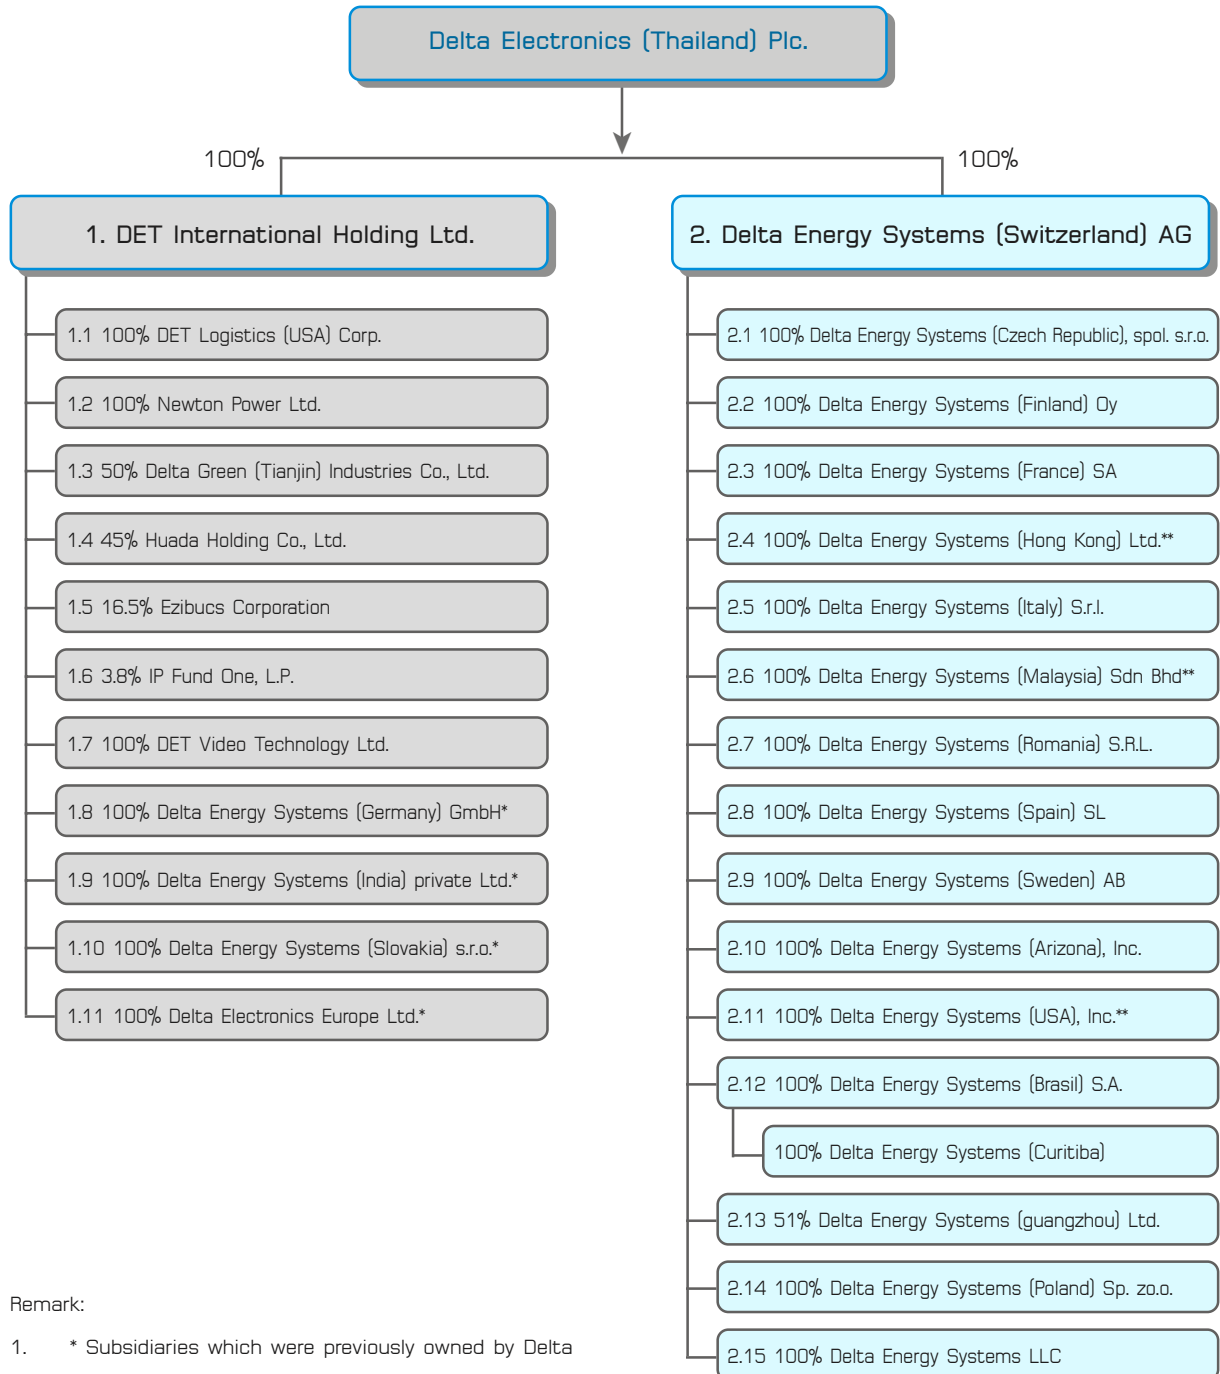 Delta Electronics (Thailand) Plc.
100%
100%
1. DET International Holding Ltd.
1.1 100% DET Logistics (USA) Corp.
1.2 100% Newton Power Ltd.
1.3 50% Delta Green (Tianjin) Industries Co., Ltd.
1.4 45% Huada Holding Co., Ltd.
1.5 16.5% Ezibucs Corporation
1.6 3.8% IP Fund One, L.P.
1.7 100% DET Video Technology Ltd.
1.8 100% Delta Energy Systems (Germany) GmbH*
1.9 100% Delta Energy Systems (India) private Ltd.*
1.10 100% Delta Energy Systems (Slovakia) s.r.o.*
1.11 100% Delta Electronics Europe Ltd.*
2. Delta Energy Systems (Switzerland) AG
2.1 100% Delta Energy Systems (Czech Republic), spol. s.r.o.
2.2 100% Delta Energy Systems (Finland) Oy
2.3 100% Delta Energy Systems (France) SA
2.4 100% Delta Energy Systems (Hong Kong) Ltd.**
2.5 100% Delta Energy Systems (Italy) S.r.l.
2.6 100% Delta Energy Systems (Malaysia) Sdn Bhd**
2.7 100% Delta Energy Systems (Romania) S.R.L.
2.8 100% Delta Energy Systems (Spain) SL
2.9 100% Delta Energy Systems (Sweden) AB
2.10 100% Delta Energy Systems (Arizona), Inc.
2.11 100% Delta Energy Systems (USA), Inc.**
2.12 100% Delta Energy Systems (Brasil) S.A.
100% Delta Energy Systems (Curitiba)
2.13 51% Delta Energy Systems (guangzhou) Ltd.
2.14 100% Delta Energy Systems (Poland) Sp. zo.o.
2.15 100% Delta Energy Systems LLC
Remark:
1. * Subsidiaries which were previously owned by Delta